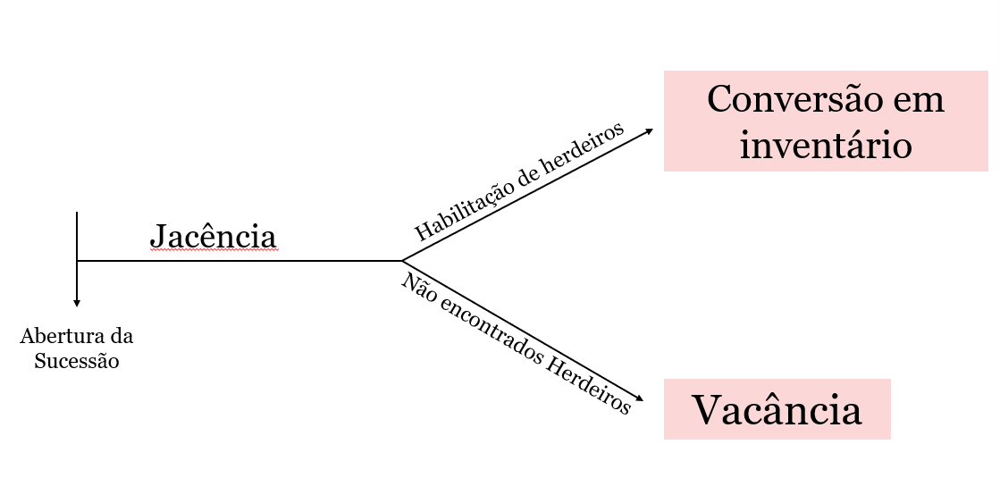 Conversão em
inventário
Habilitação de herdeiros
Jacência
Não encontrados Herdeiros
Abertura da
Sucessão
Vacância